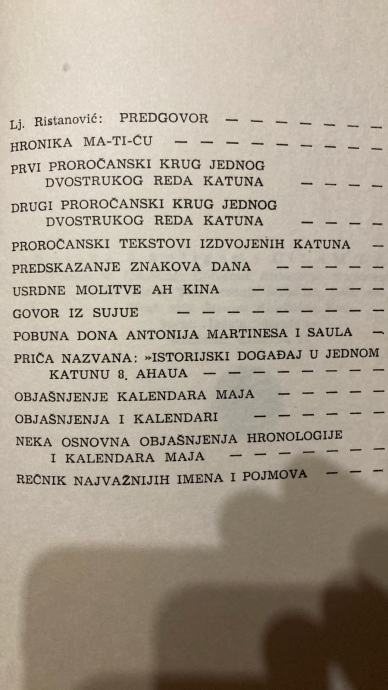 Lj. Ristanović: PREDGOVOR — — — — — — —
HRONIKA MA-TI-ĆU — — — — — — — —
PRVI PROROČANSKI KRUG JEDNOG
DVOSTRUKOG REDA KATUNA — — — —
DRUGI PROROČANSKI KRUG JEDNOG
DVOSTRUKOG REDA KATUNA — — — —
PROROČANSKI TEKSTOVI IZDVOJENIH KATUNA —
PREDSKAZANJE ZNAKOVA DANA — — — — —
USRDNE MOLITVE AH KINA — — — — —
GOVOR IZ SUJUE — — — — — — — —
POBUNA DONA ANTONIJA MARTINESA I SAULA —
PRIČA NAZVANA: »ISTORIJSKI DOGAĐAJ U JEDNOM
KATUNU 8. AHAUA — — — — — — —
OBJAŠNJENJE KALENDARA MAJA — — — —
OBJAŠNJENJA I KALENDARI — — — — —
NEKA OSNOVNA OBJAŠNJENJA HRONOLOGIJE
I KALENDARA MAJA — — — — — —
REČNIK NAJVAŽNIJIH IMENA I POJMOVA — — —